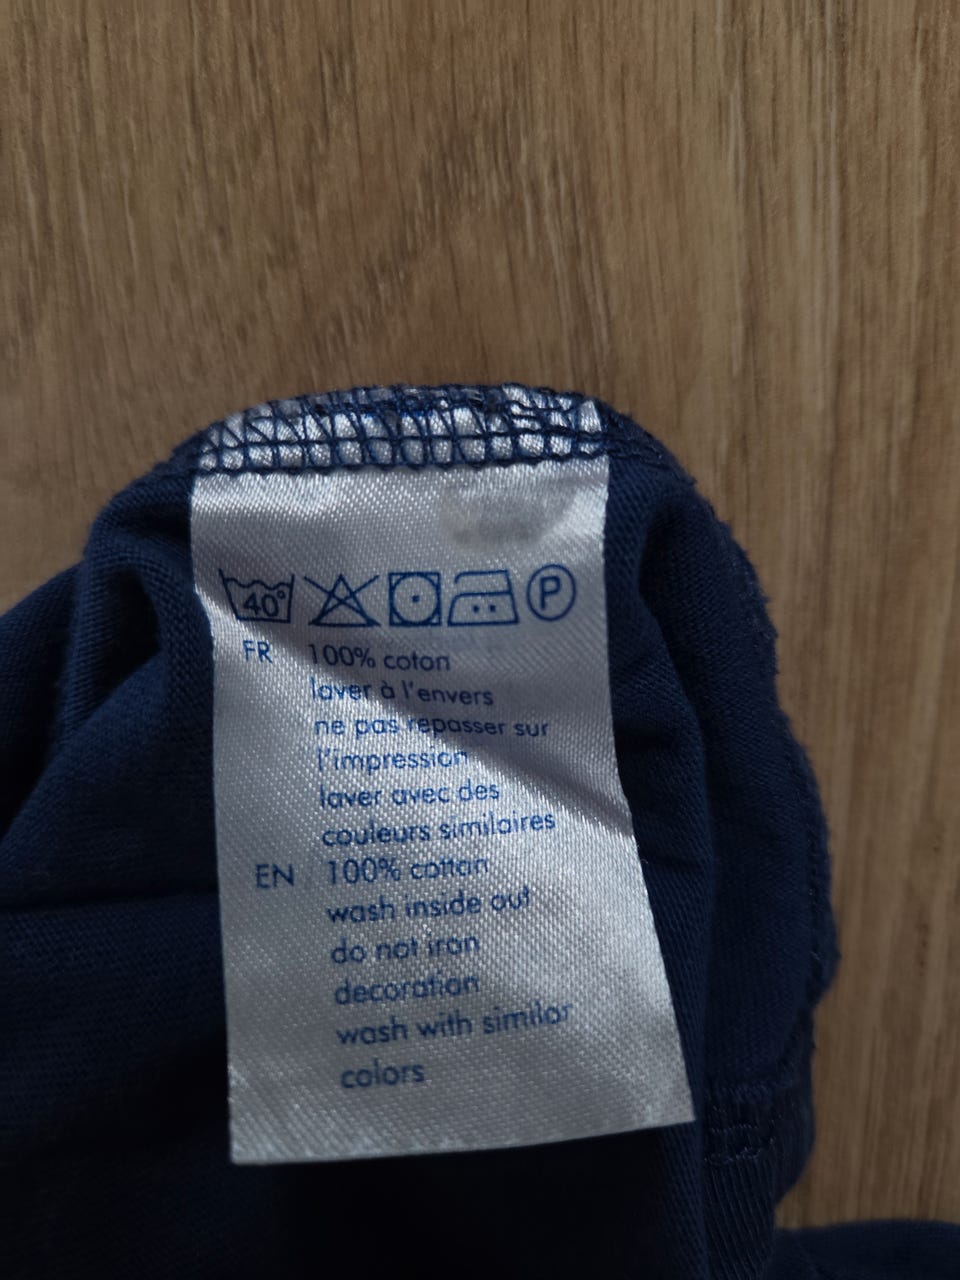 40° P
FR 100% coton
laver à l'envers
ne pas repasser sur
l'impression
laver avec des
couleurs similaires
EN 100% cotton
wash inside out
do not iron
decoration
wash with similar
colors